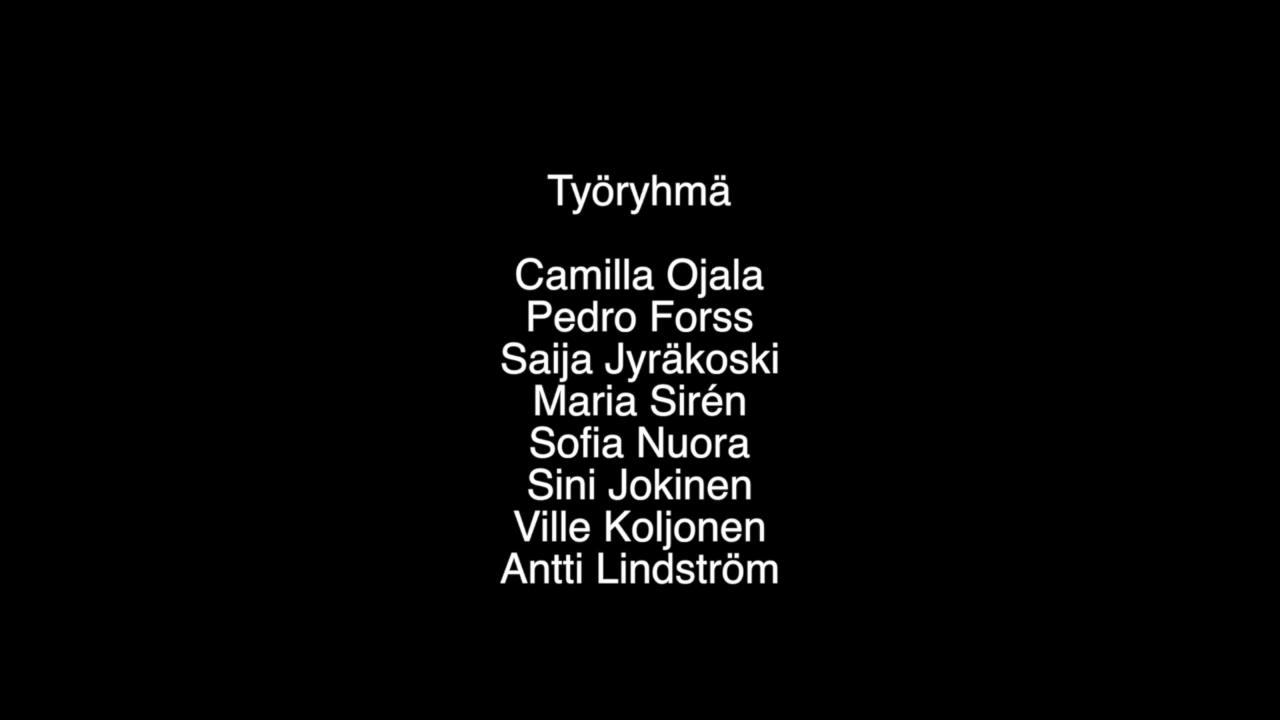 Työryhmä
Camilla Ojala
Pedro Forss
Saija Jyräkoski
Maria Sirén
Sofia Nuora
Sini Jokinen
Ville Koljonen
Antti Lindström